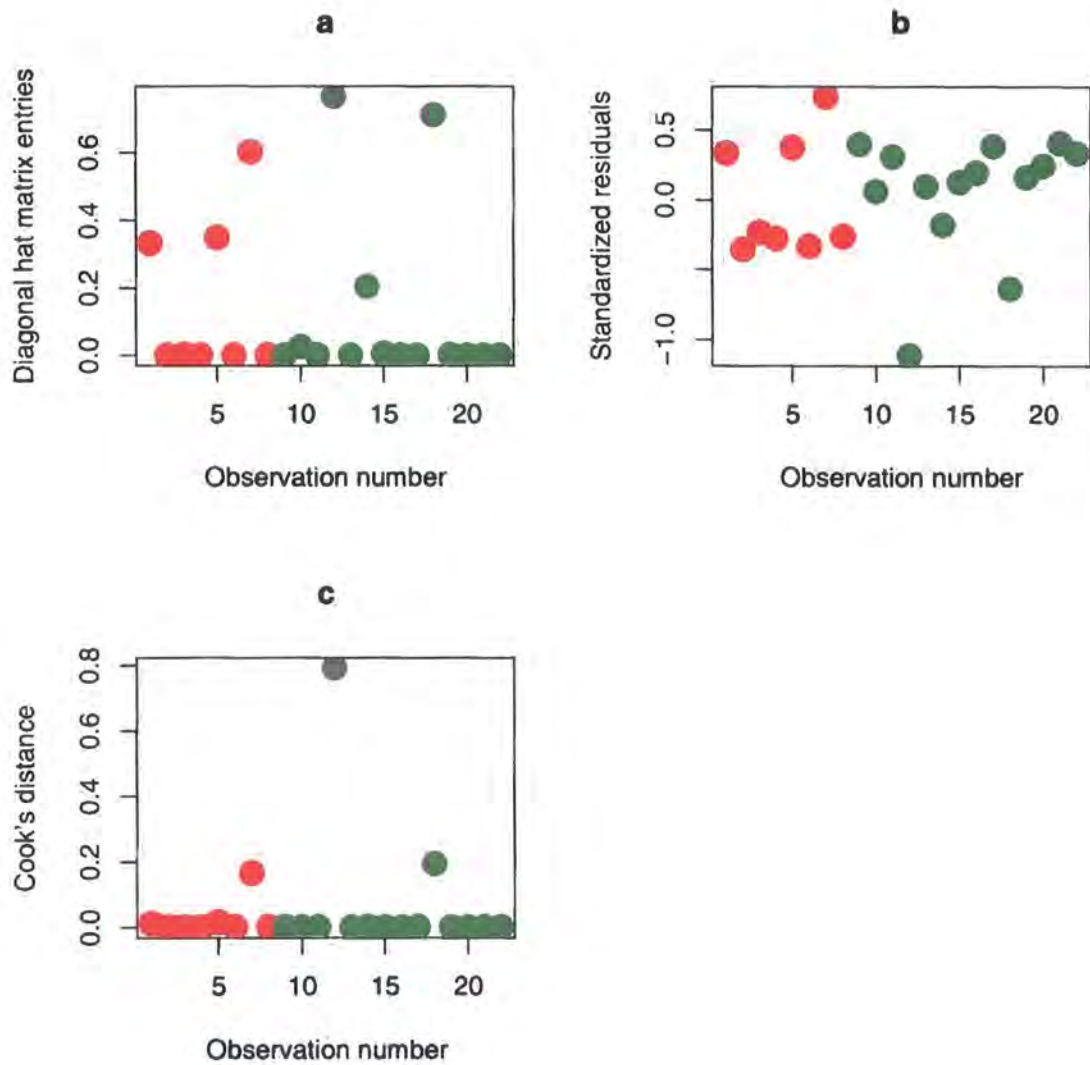 a
Diagonal hat matrix entries
0.0 0.2 0.4 0.6
5 10 15 20
Observation number
b
Standardized residuals
−1.0 0.0 0.5
5 10 15 20
Observation number
c
Cook's distance
0.0 0.2 0.4 0.6 0.8
5 10 15 20
Observation number